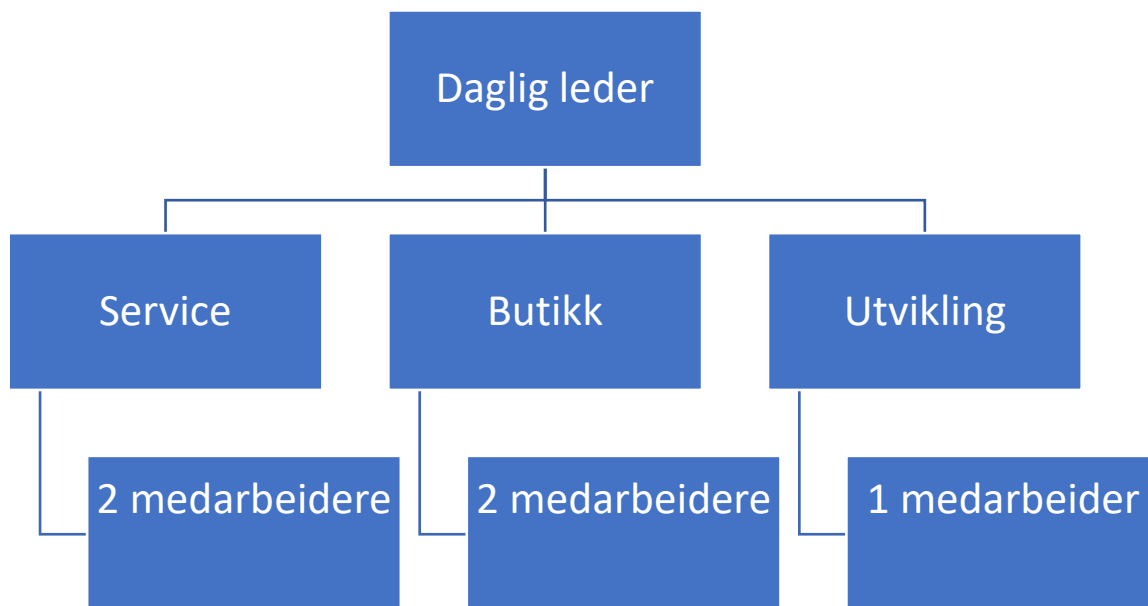 Daglig leder
Service
Butikk
Utvikling
2 medarbeidere
2 medarbeidere
1 medarbeider